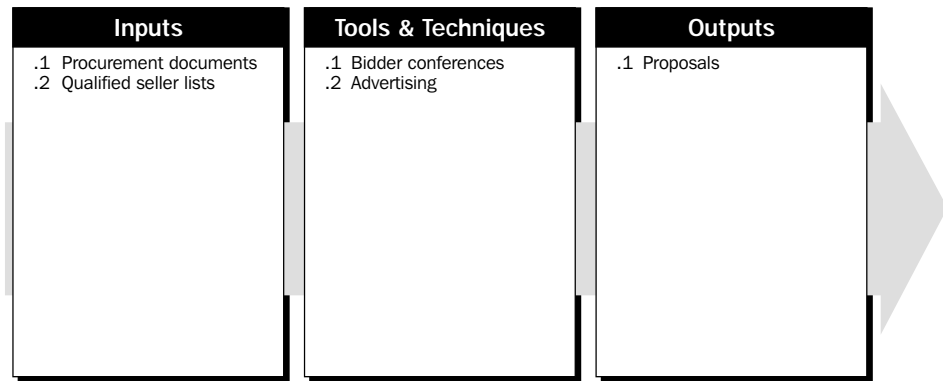 Inputs
.1 Procurement documents
.2 Qualified seller lists
Tools & Techniques
.1 Bidder conferences
.2 Advertising
Outputs
.1 Proposals